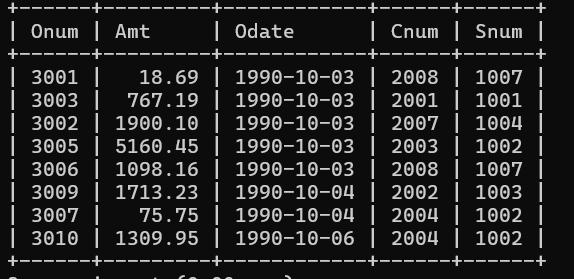 +------+---------+------------+------+------+
| Onum | Amt     | Odate      | Cnum | Snum |
+------+---------+------------+------+------+
| 3001 |   18.69 | 1990-10-03 | 2008 | 1007 |
| 3003 |  767.19 | 1990-10-03 | 2001 | 1001 |
| 3002 | 1900.10 | 1990-10-03 | 2007 | 1004 |
| 3005 | 5160.45 | 1990-10-03 | 2003 | 1002 |
| 3006 | 1098.16 | 1990-10-03 | 2008 | 1007 |
| 3009 | 1713.23 | 1990-10-04 | 2002 | 1003 |
| 3007 |   75.75 | 1990-10-04 | 2004 | 1002 |
| 3010 | 1309.95 | 1990-10-06 | 2004 | 1002 |
+------+---------+------------+------+------+